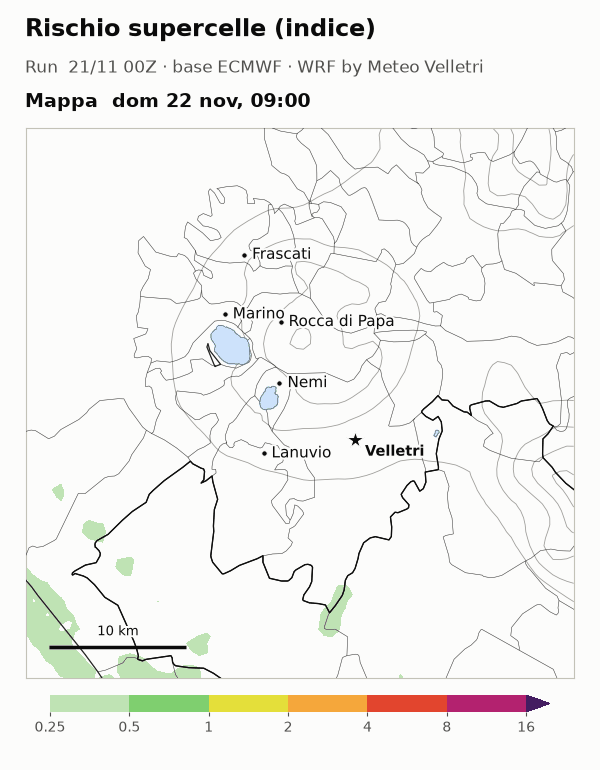 Rischio supercelle (indice)
Run  21/11 00Z · base ECMWF · WRF by Meteo Velletri
Mappa  dom 22 nov, 09:00
Frascati
Marino
Rocca di Papa
Nemi
Velletri
Lanuvio
10 km
0.25 0.5 1 2 4 8 16